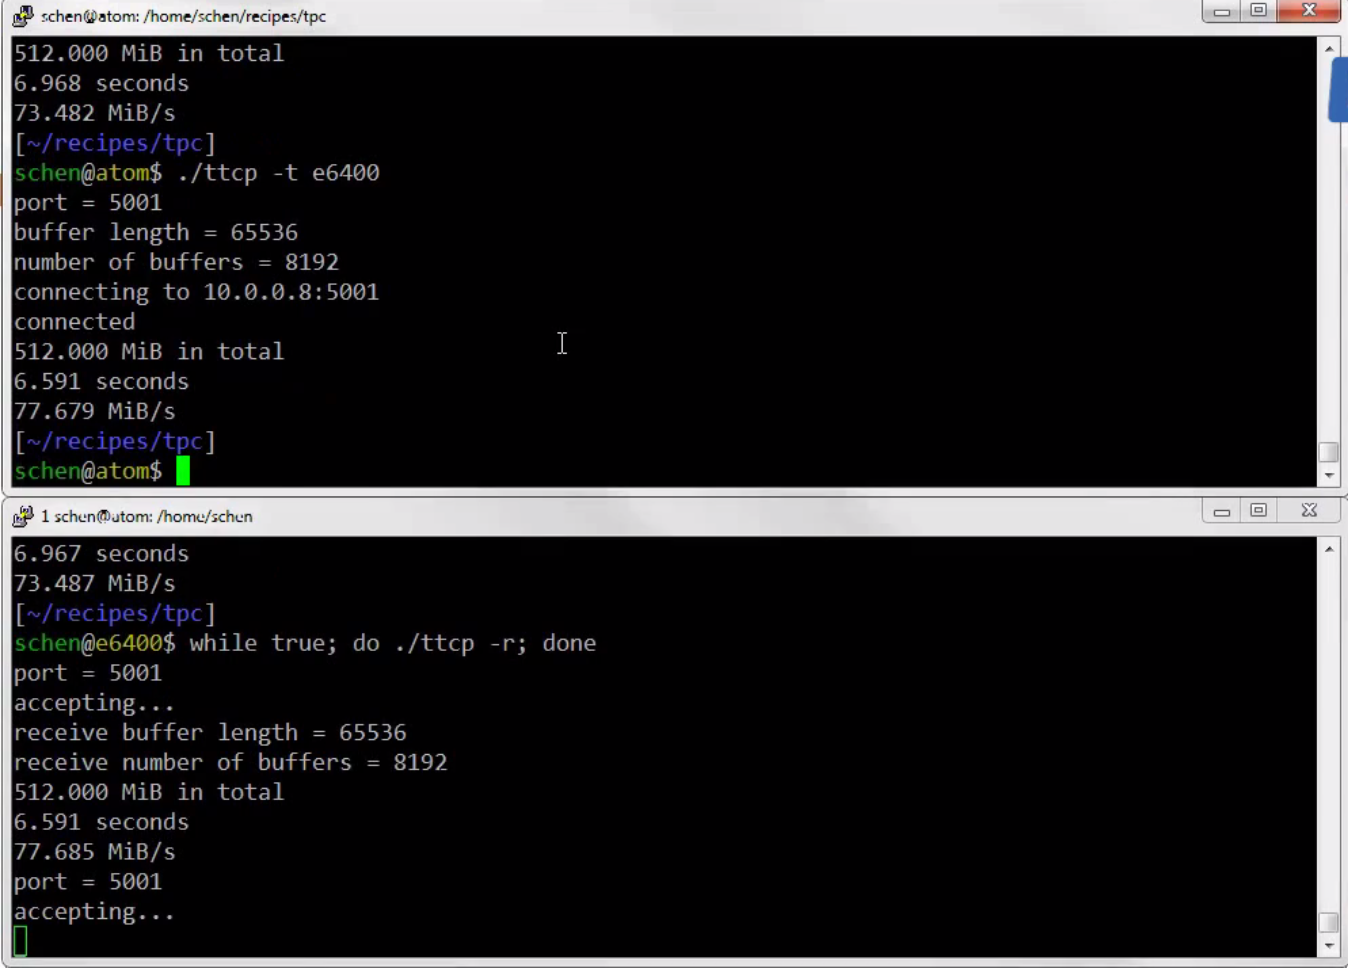 schen@atom: /home/schen/recipes/tpc
512.000 MiB in total
6.968 seconds
73.482 MiB/s
[~/recipes/tpc]
schen@atom$ ./ttcp -t e6400
port = 5001
buffer length = 65536
number of buffers = 8192
connecting to 10.0.0.8:5001
connected
512.000 MiB in total
6.591 seconds
77.679 MiB/s
[~/recipes/tpc]
schen@atom$
1 schen@atom: /home/schen
6.967 seconds
73.487 MiB/s
[~/recipes/tpc]
schen@e6400$ while true; do ./ttcp -r; done
port = 5001
accepting...
receive buffer length = 65536
receive number of buffers = 8192
512.000 MiB in total
6.591 seconds
77.685 MiB/s
port = 5001
accepting...